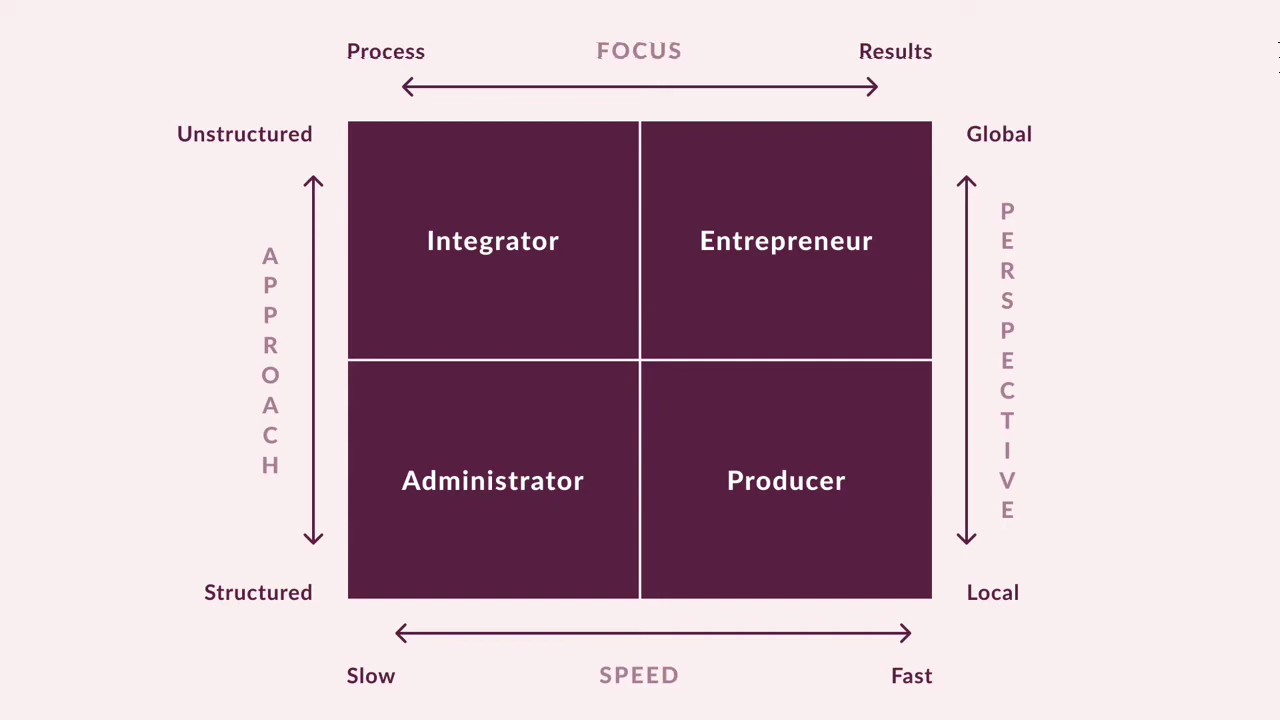 Process FOCUS Results
Unstructured Global
APPROACH
PERSPECTIVE
Integrator Entrepreneur
Administrator Producer
Structured Local
Slow SPEED Fast